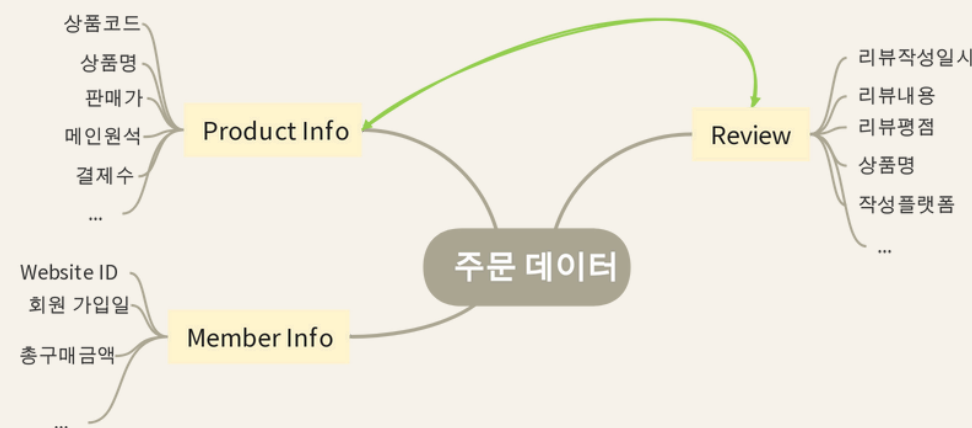 상품코드
상품명
판매가
메인원석
결제수
...
Product Info
Website ID
회원 가입일
총구매금액
...
Member Info
주문 데이터
Review
리뷰작성일시
리뷰내용
리뷰평점
상품명
작성플랫폼
...